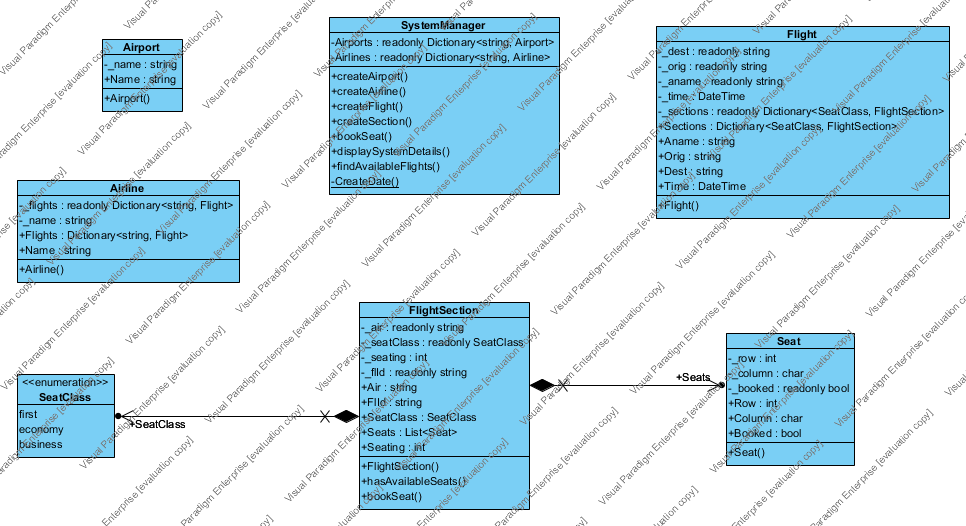 Airport
-_name : string
+Name : string
+Airport()
SystemManager
-Airports : readonly Dictionary<string, Airport>
-Airlines : readonly Dictionary<string, Airline>
+createAirport()
+createAirline()
+createFlight()
+createSection()
+bookSeat()
+displaySystemDetails()
+findAvailableFlights()
-CreateDate()
Flight
-_dest : readonly string
-_orig : readonly string
-_aname : readonly string
-_time : DateTime
-_sections : readonly Dictionary<SeatClass, FlightSection>
+Sections : Dictionary<SeatClass, FlightSection>
+Aname : string
+Orig : string
+Dest : string
+Time : DateTime
+Flight()
Airline
-_flights : readonly Dictionary<string, Flight>
-_name : string
+Flights : Dictionary<string, Flight>
+Name : string
+Airline()
FlightSection
-_air : readonly string
-_seatClass : readonly SeatClass
-_seating : int
-_flId : readonly string
+Air : string
+FlId : string
+SeatClass : SeatClass
+Seats : List<Seat>
+Seating : int
+FlightSection()
+hasAvailableSeats()
+bookSeat()
<<enumeration>>
SeatClass
first
economy
business
+SeatClass
+Seats
Seat
-_row : int
-_column : char
-_booked : readonly bool
+Row : int
+Column : char
+Booked : bool
+Seat()
Visual Paradigm Enterprise [evaluation copy]